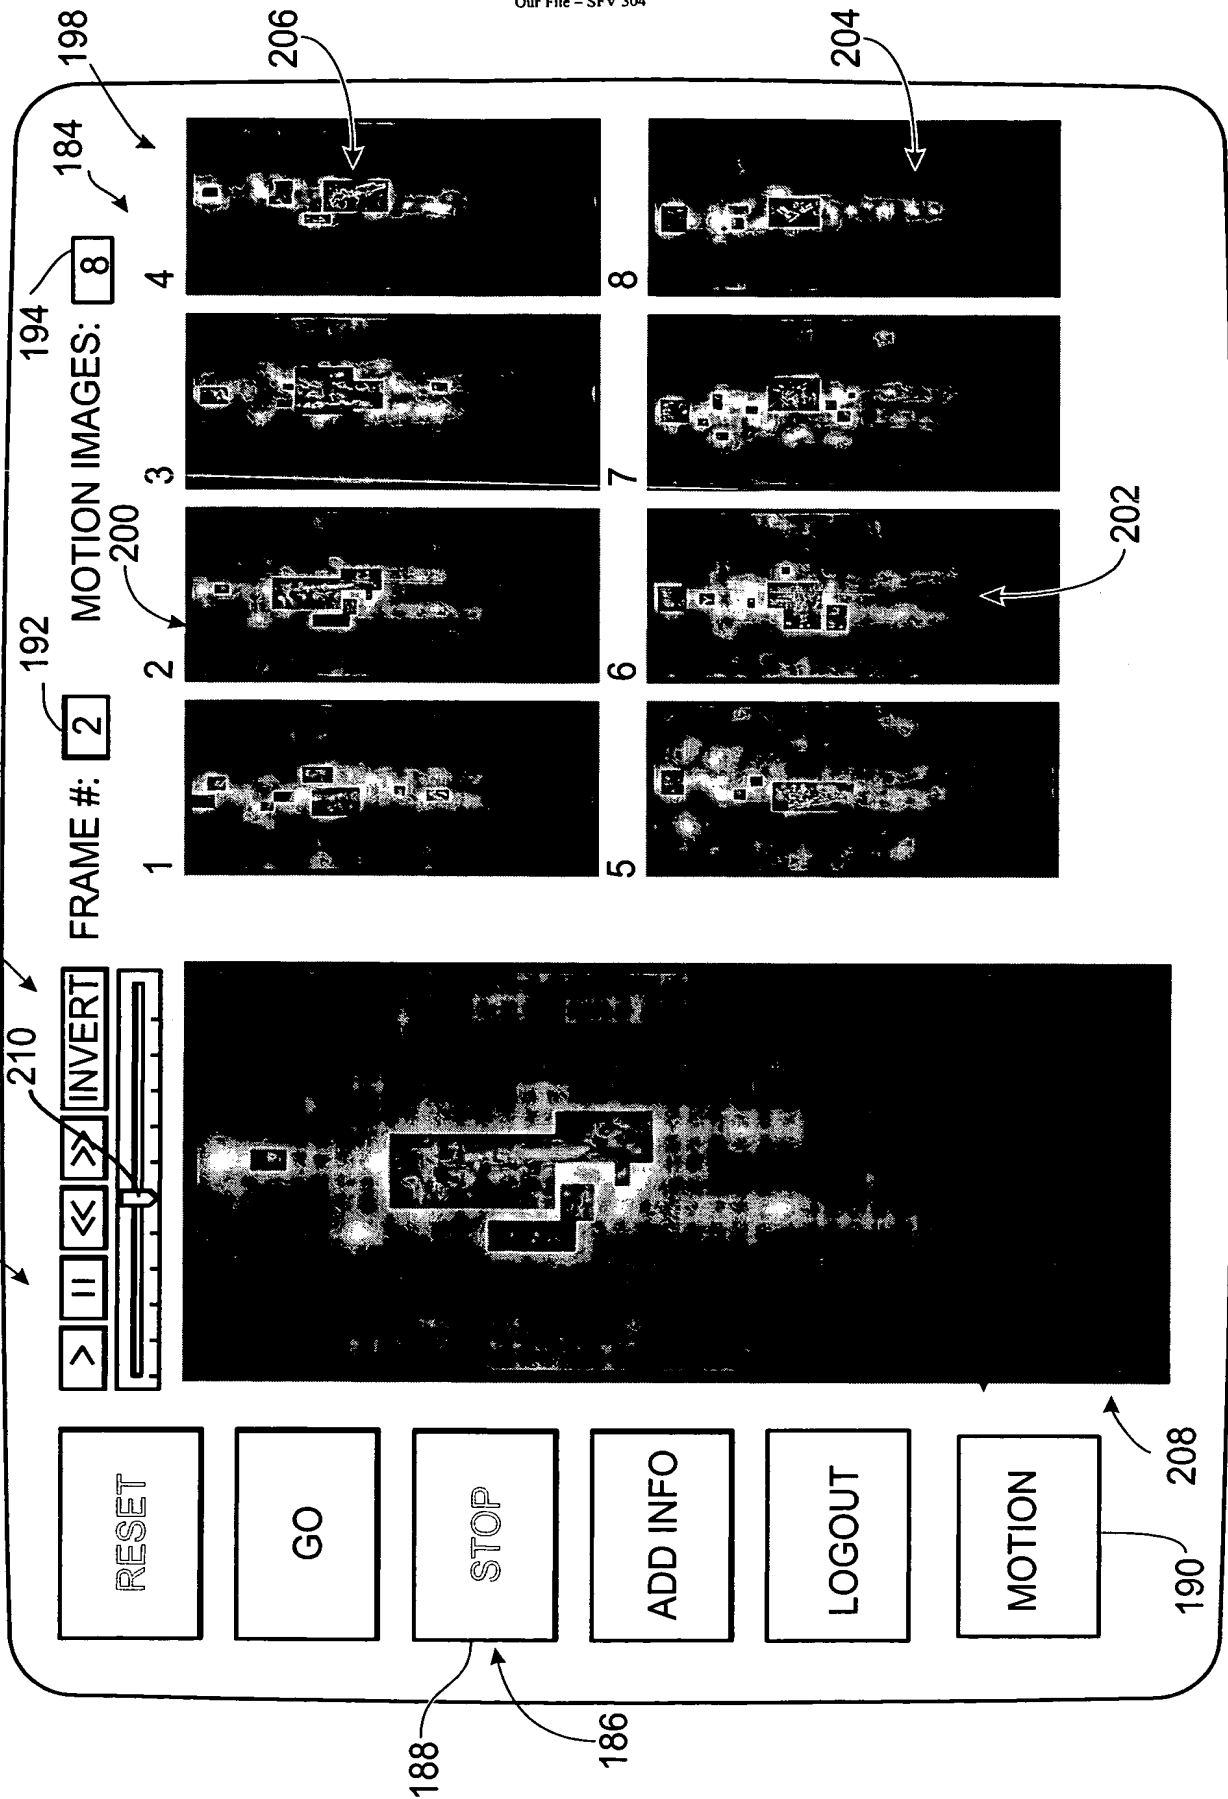 Our File – SFV 304
210
> II << >> INVERT
FRAME #: 2
192
MOTION IMAGES: 8
194
184
198
RESET
GO
STOP
ADD INFO
LOGOUT
MOTION
188
186
190
208
1
2
3
4
200
206
5
6
7
8
202
204